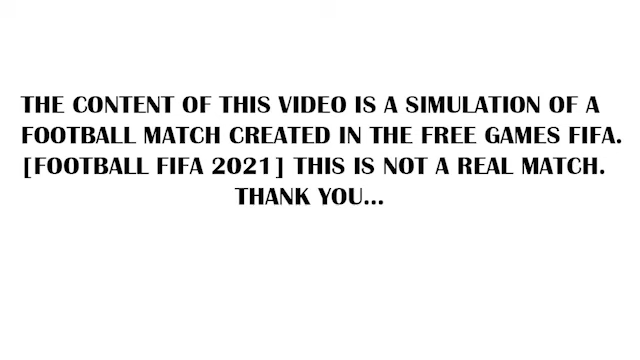 THE CONTENT OF THIS VIDEO IS A SIMULATION OF A
FOOTBALL MATCH CREATED IN THE FREE GAMES FIFA.
[FOOTBALL FIFA 2021] THIS IS NOT A REAL MATCH.
THANK YOU...